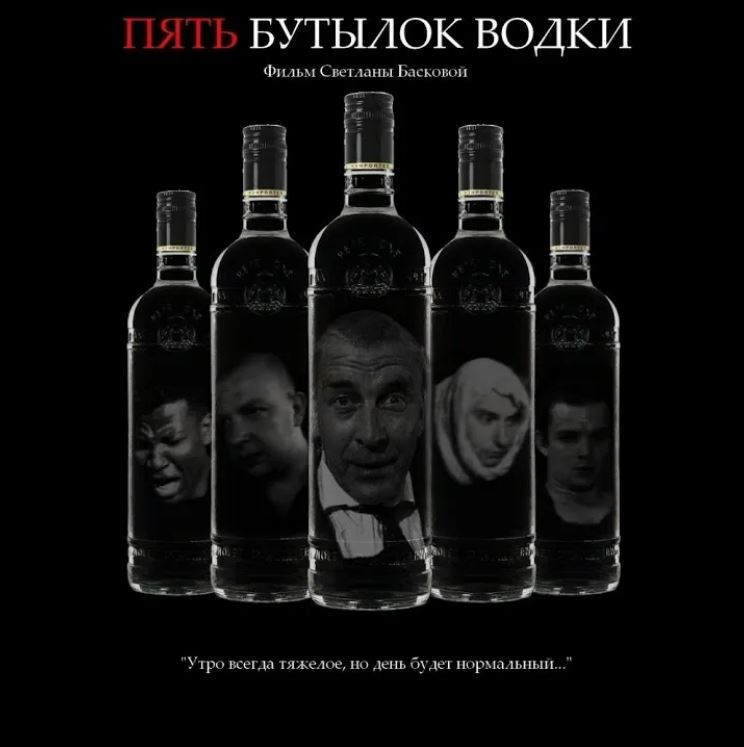 ПЯТЬ БУТЫЛОК ВОДКИ
Фильм Светланы Басковой
"Утро всегда тяжелое, но день будет нормальный..."